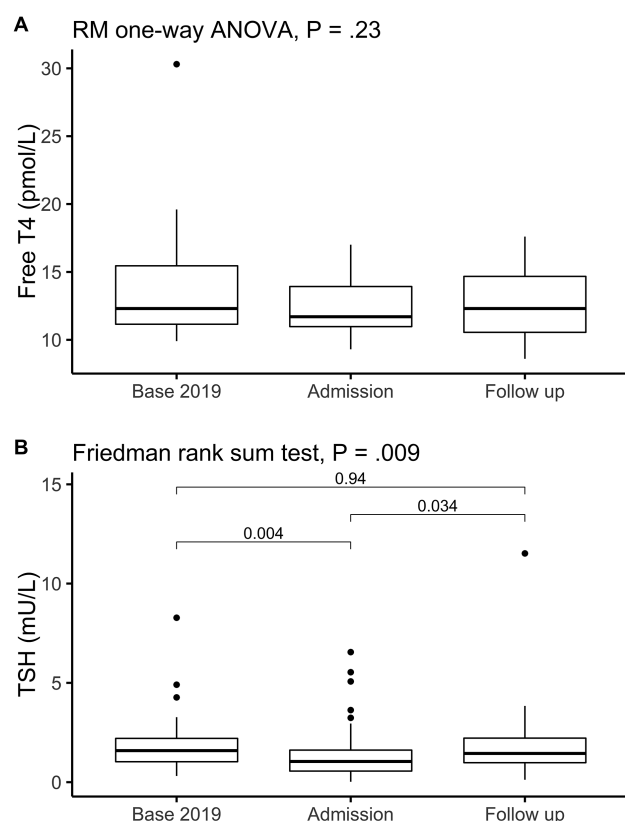 A
RM one-way ANOVA, P = .23
Free T4 (pmol/L)
30
25
20
15
10
Base 2019
Admission
Follow up
B
Friedman rank sum test, P = .009
TSH (mU/L)
15
10
5
0
0.94
0.034
0.004
Base 2019
Admission
Follow up